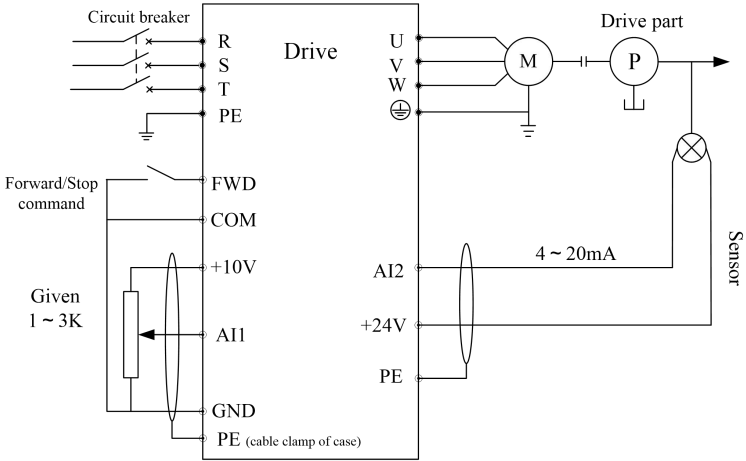 Circuit breaker
Drive part
Drive
R
S
T
PE
U
V
W
M
P
Forward/Stop
command
FWD
COM
+10V
Given
1~3K
AI1
GND
PE (cable clamp of case)
AI2
4~20mA
+24V
PE
Sensor